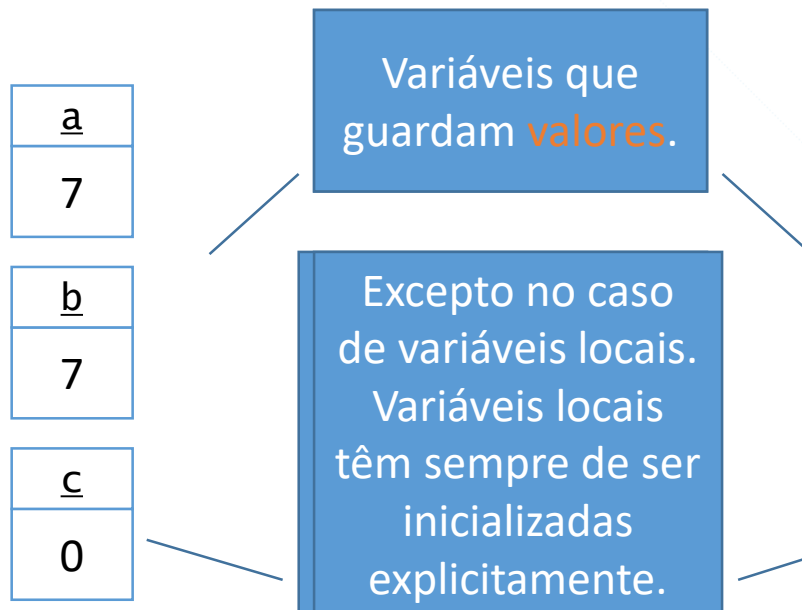 a
7
b
7
c
0
Variáveis que
guardam valores.
Excepto no caso
de variáveis locais.
Variáveis locais
têm sempre de ser
inicializadas
explicitamente.